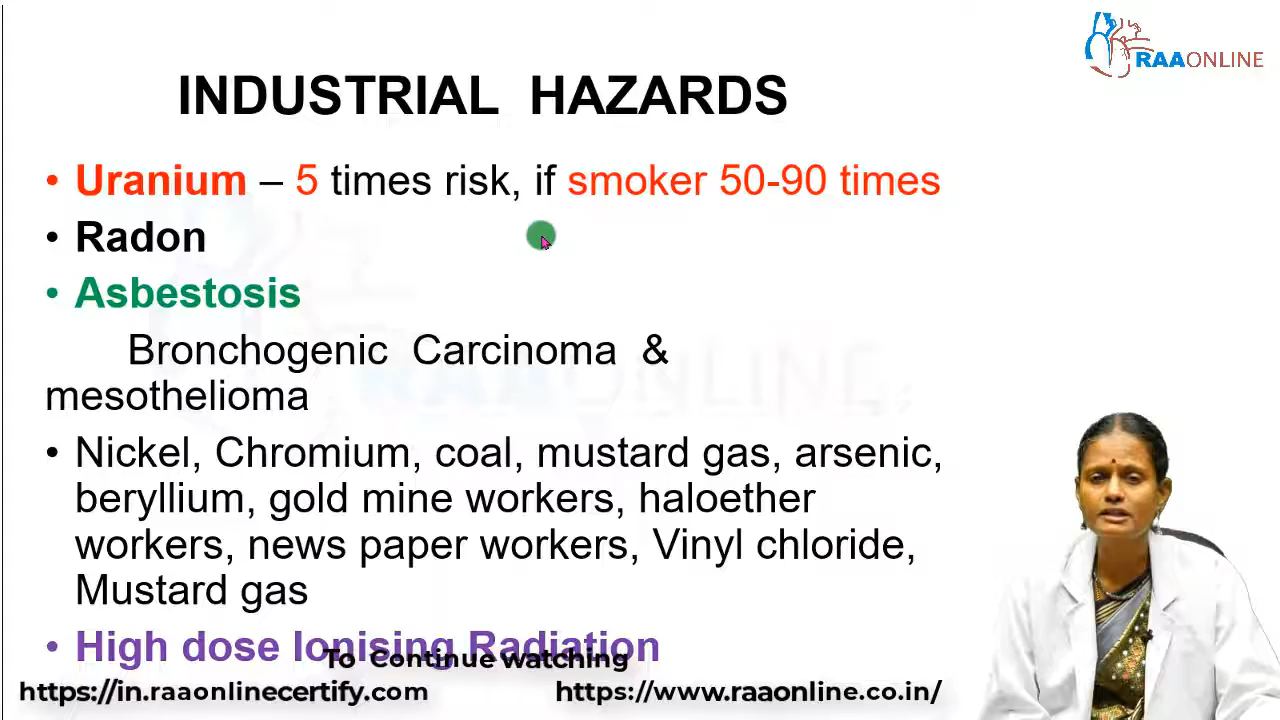 RAAONLINE
INDUSTRIAL HAZARDS
• Uranium – 5 times risk, if smoker 50-90 times
• Radon
• Asbestosis
Bronchogenic Carcinoma &
mesothelioma
• Nickel, Chromium, coal, mustard gas, arsenic,
beryllium, gold mine workers, haloether
workers, news paper workers, Vinyl chloride,
Mustard gas
• High dose Ionising Radiation
To Continue watching
https://in.raaonlinecertify.com
https://www.raaonline.co.in/
RAAONLINE